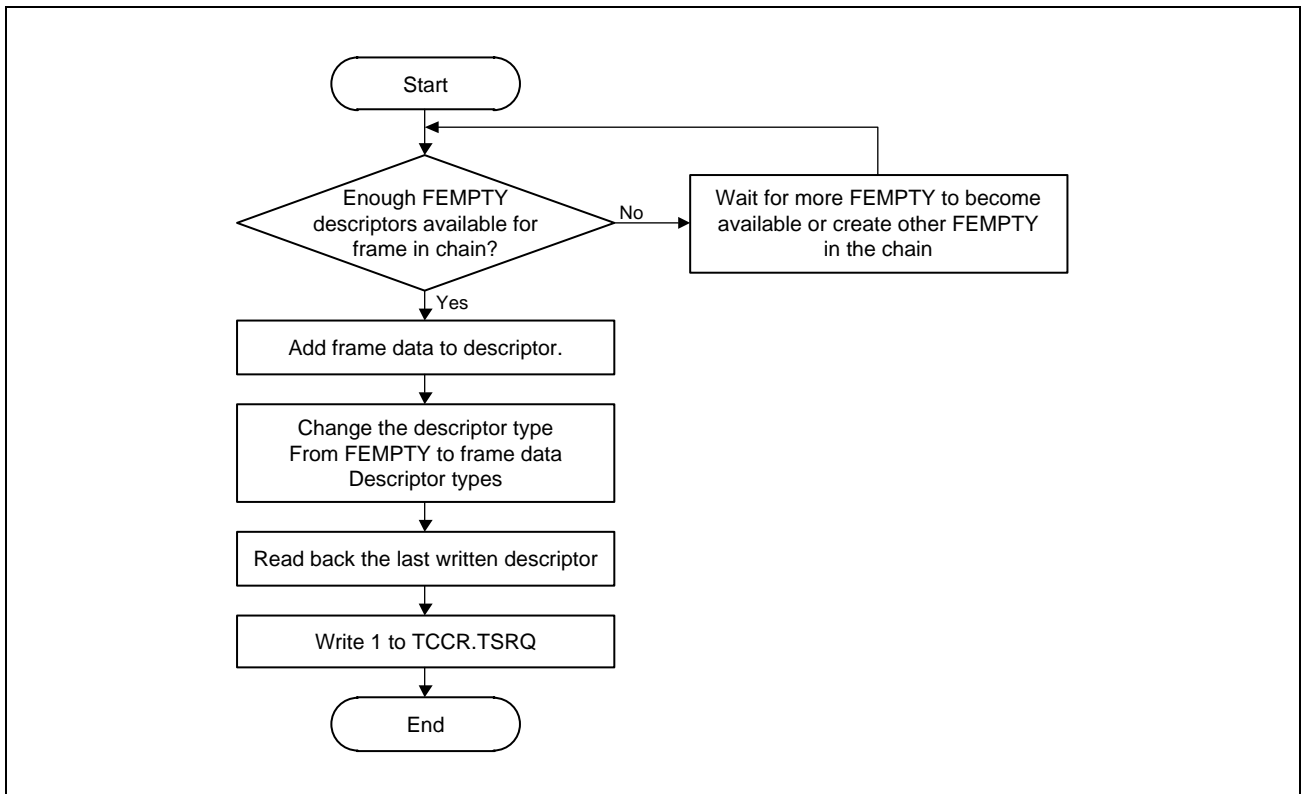 Start
Enough FEMPTY
descriptors available for
frame in chain?
No
Wait for more FEMPTY to become
available or create other FEMPTY
in the chain
Yes
Add frame data to descriptor.
Change the descriptor type
From FEMPTY to frame data
Descriptor types
Read back the last written descriptor
Write 1 to TCCR.TSRQ
End